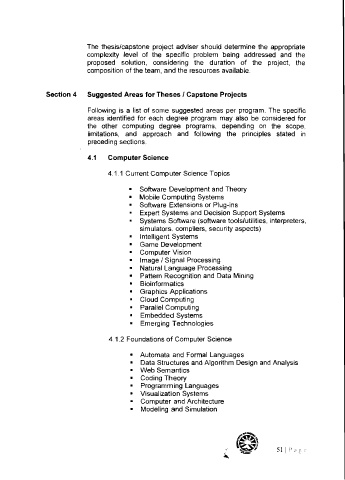 The thesis/capstone project adviser should determine the appropriate
complexity level of the specific problem being addressed and the
proposed solution, considering the duration of the project, the
composition of the team, and the resources available.
Section 4 Suggested Areas for Theses / Capstone Projects
Following is a list of some suggested areas per program. The specific
areas identified for each degree program may also be considered for
the other computing degree programs, depending on the scope,
limitations, and approach and following the principles stated in
preceding sections.
4.1 Computer Science
4.1.1 Current Computer Science Topics
▪ Software Development and Theory
▪ Mobile Computing Systems
▪ Software Extensions or Plug-ins
▪ Expert Systems and Decision Support Systems
▪ Systems Software (software tools/utilities, interpreters,
simulators, compilers, security aspects)
▪ Intelligent Systems
▪ Game Development
▪ Computer Vision
▪ Image / Signal Processing
▪ Natural Language Processing
▪ Pattern Recognition and Data Mining
▪ Bioinformatics
▪ Graphics Applications
▪ Cloud Computing
▪ Parallel Computing
▪ Embedded Systems
▪ Emerging Technologies
4.1.2 Foundations of Computer Science
▪ Automata and Formal Languages
▪ Data Structures and Algorithm Design and Analysis
▪ Web Semantics
▪ Coding Theory
▪ Programming Languages
▪ Visualization Systems
▪ Computer and Architecture
▪ Modeling and Simulation
51 | Page